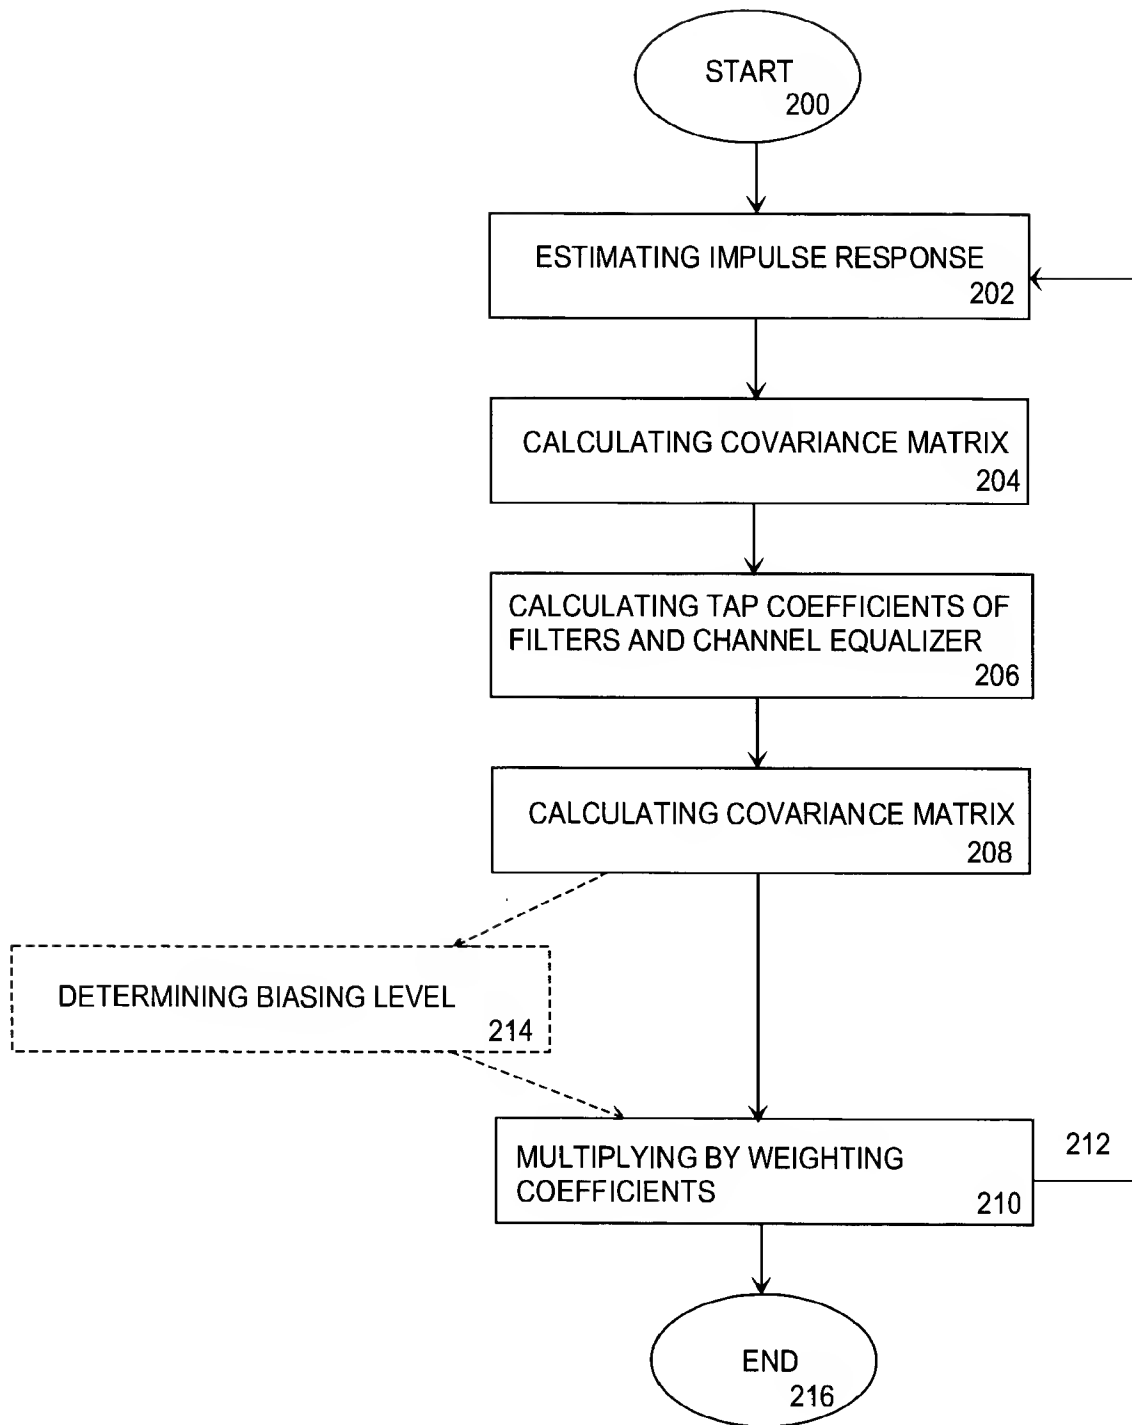 START
200
ESTIMATING IMPULSE RESPONSE
202
CALCULATING COVARIANCE MATRIX
204
CALCULATING TAP COEFFICIENTS OF
FILTERS AND CHANNEL EQUALIZER
206
CALCULATING COVARIANCE MATRIX
208
DETERMINING BIASING LEVEL
214
MULTIPLYING BY WEIGHTING
COEFFICIENTS
210
212
END
216